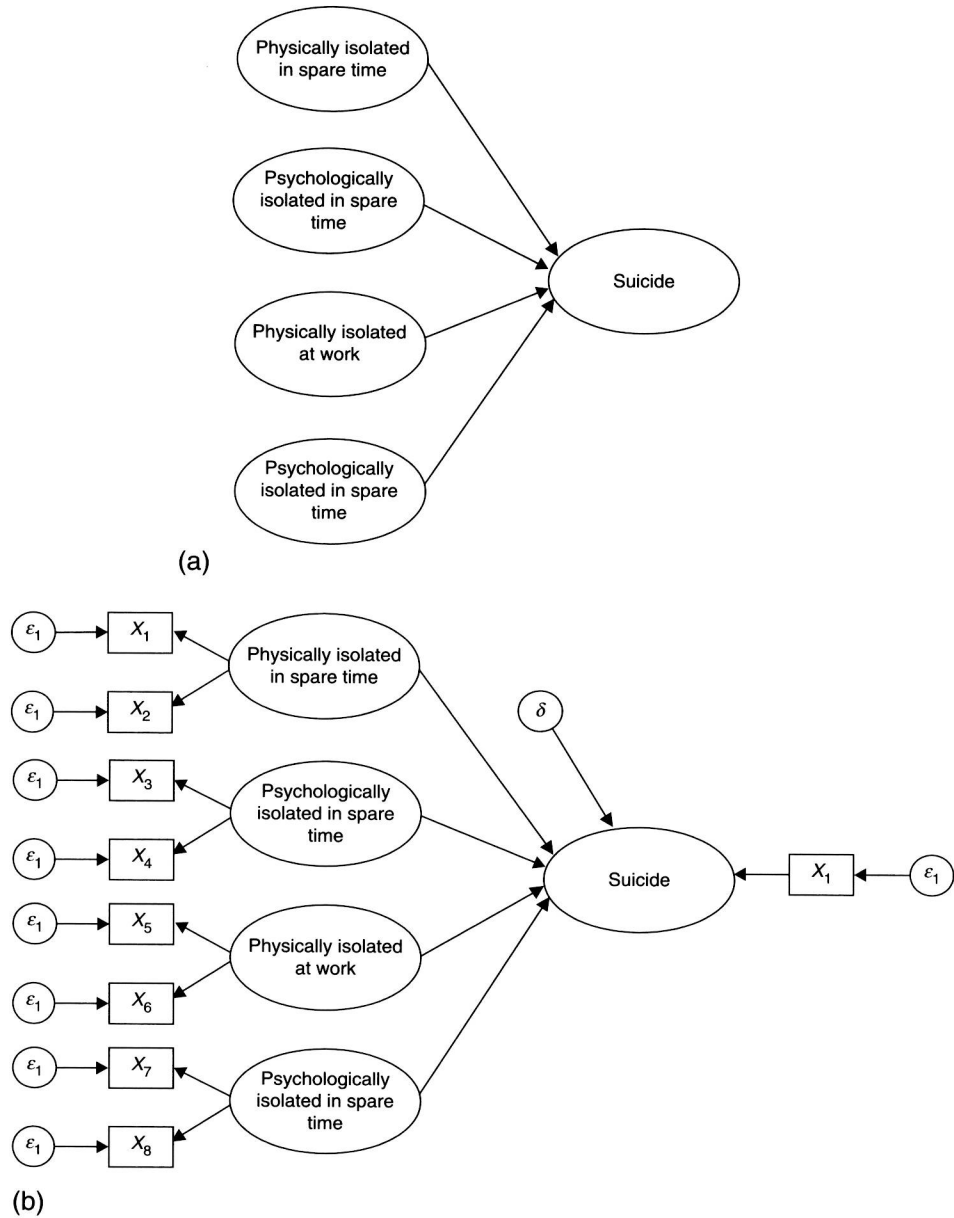 Physically isolated
in spare time
Psychologically
isolated in spare
time
Suicide
Physically isolated
at work
Psychologically
isolated in spare
time
(a)
ε₁
X₁
Physically isolated
in spare time
ε₁
X₂
δ
ε₁
X₃
Psychologically
isolated in spare
time
ε₁
X₄
Suicide
X₁
ε₁
ε₁
X₅
Physically isolated
at work
ε₁
X₆
ε₁
X₇
Psychologically
isolated in spare
time
ε₁
X₈
(b)